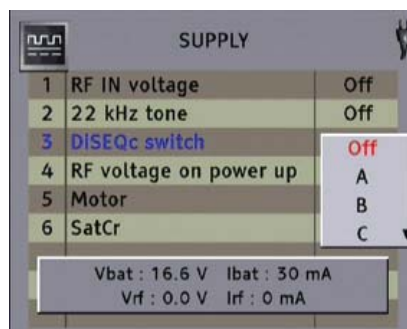 SUPPLY
1 RF IN voltage Off
2 22 kHz tone Off
3 DiSEQc switch Off
4 RF voltage on power up A
5 Motor B
6 SatCr C
Vbat : 16.6 V Ibat : 30 mA
Vrf : 0.0 V Irf : 0 mA